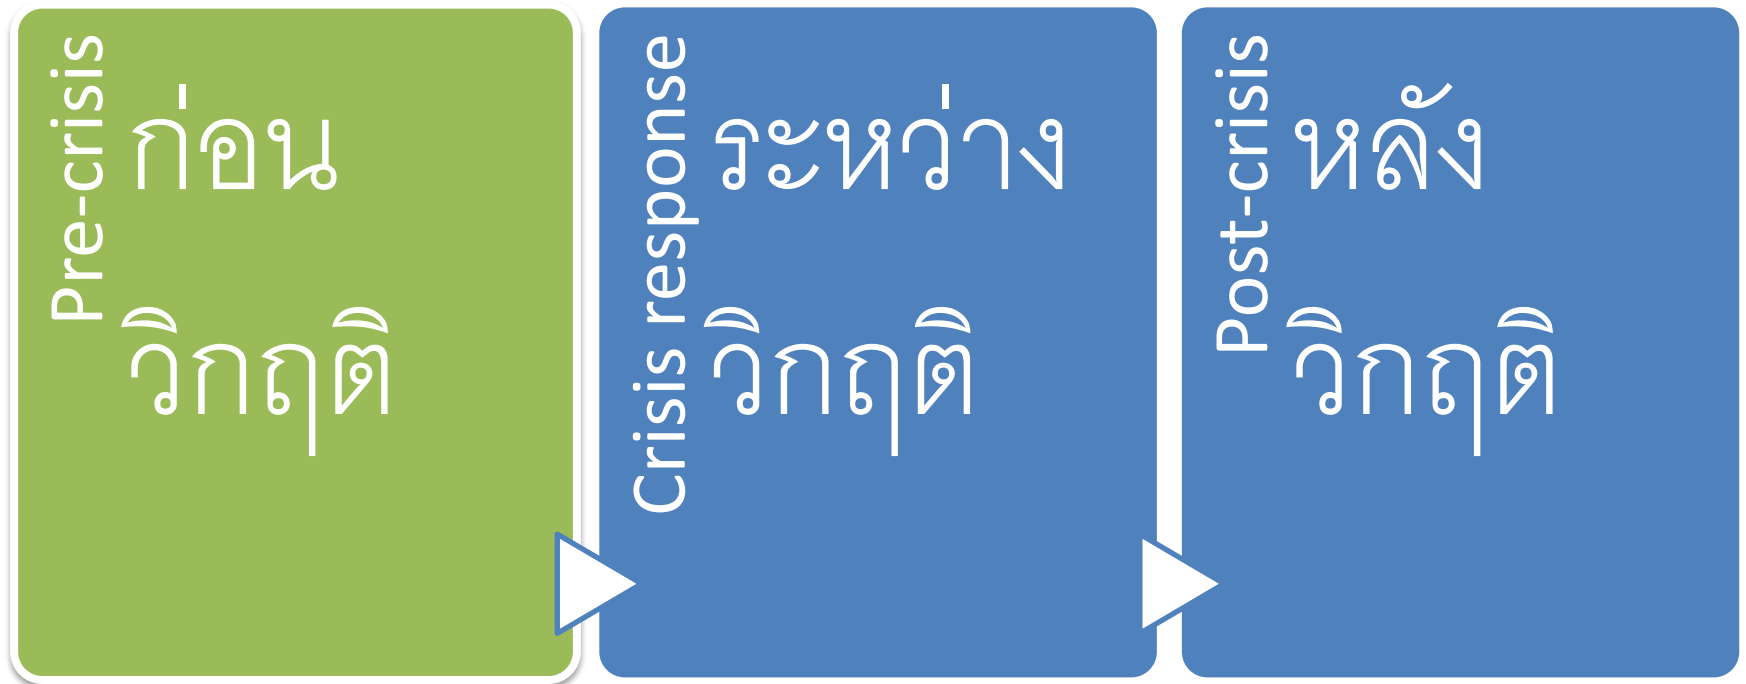 Pre-crisis
ก่อน
วิกฤติ
Crisis response
ระหว่าง
วิกฤติ
Post-crisis
หลัง
วิกฤติ